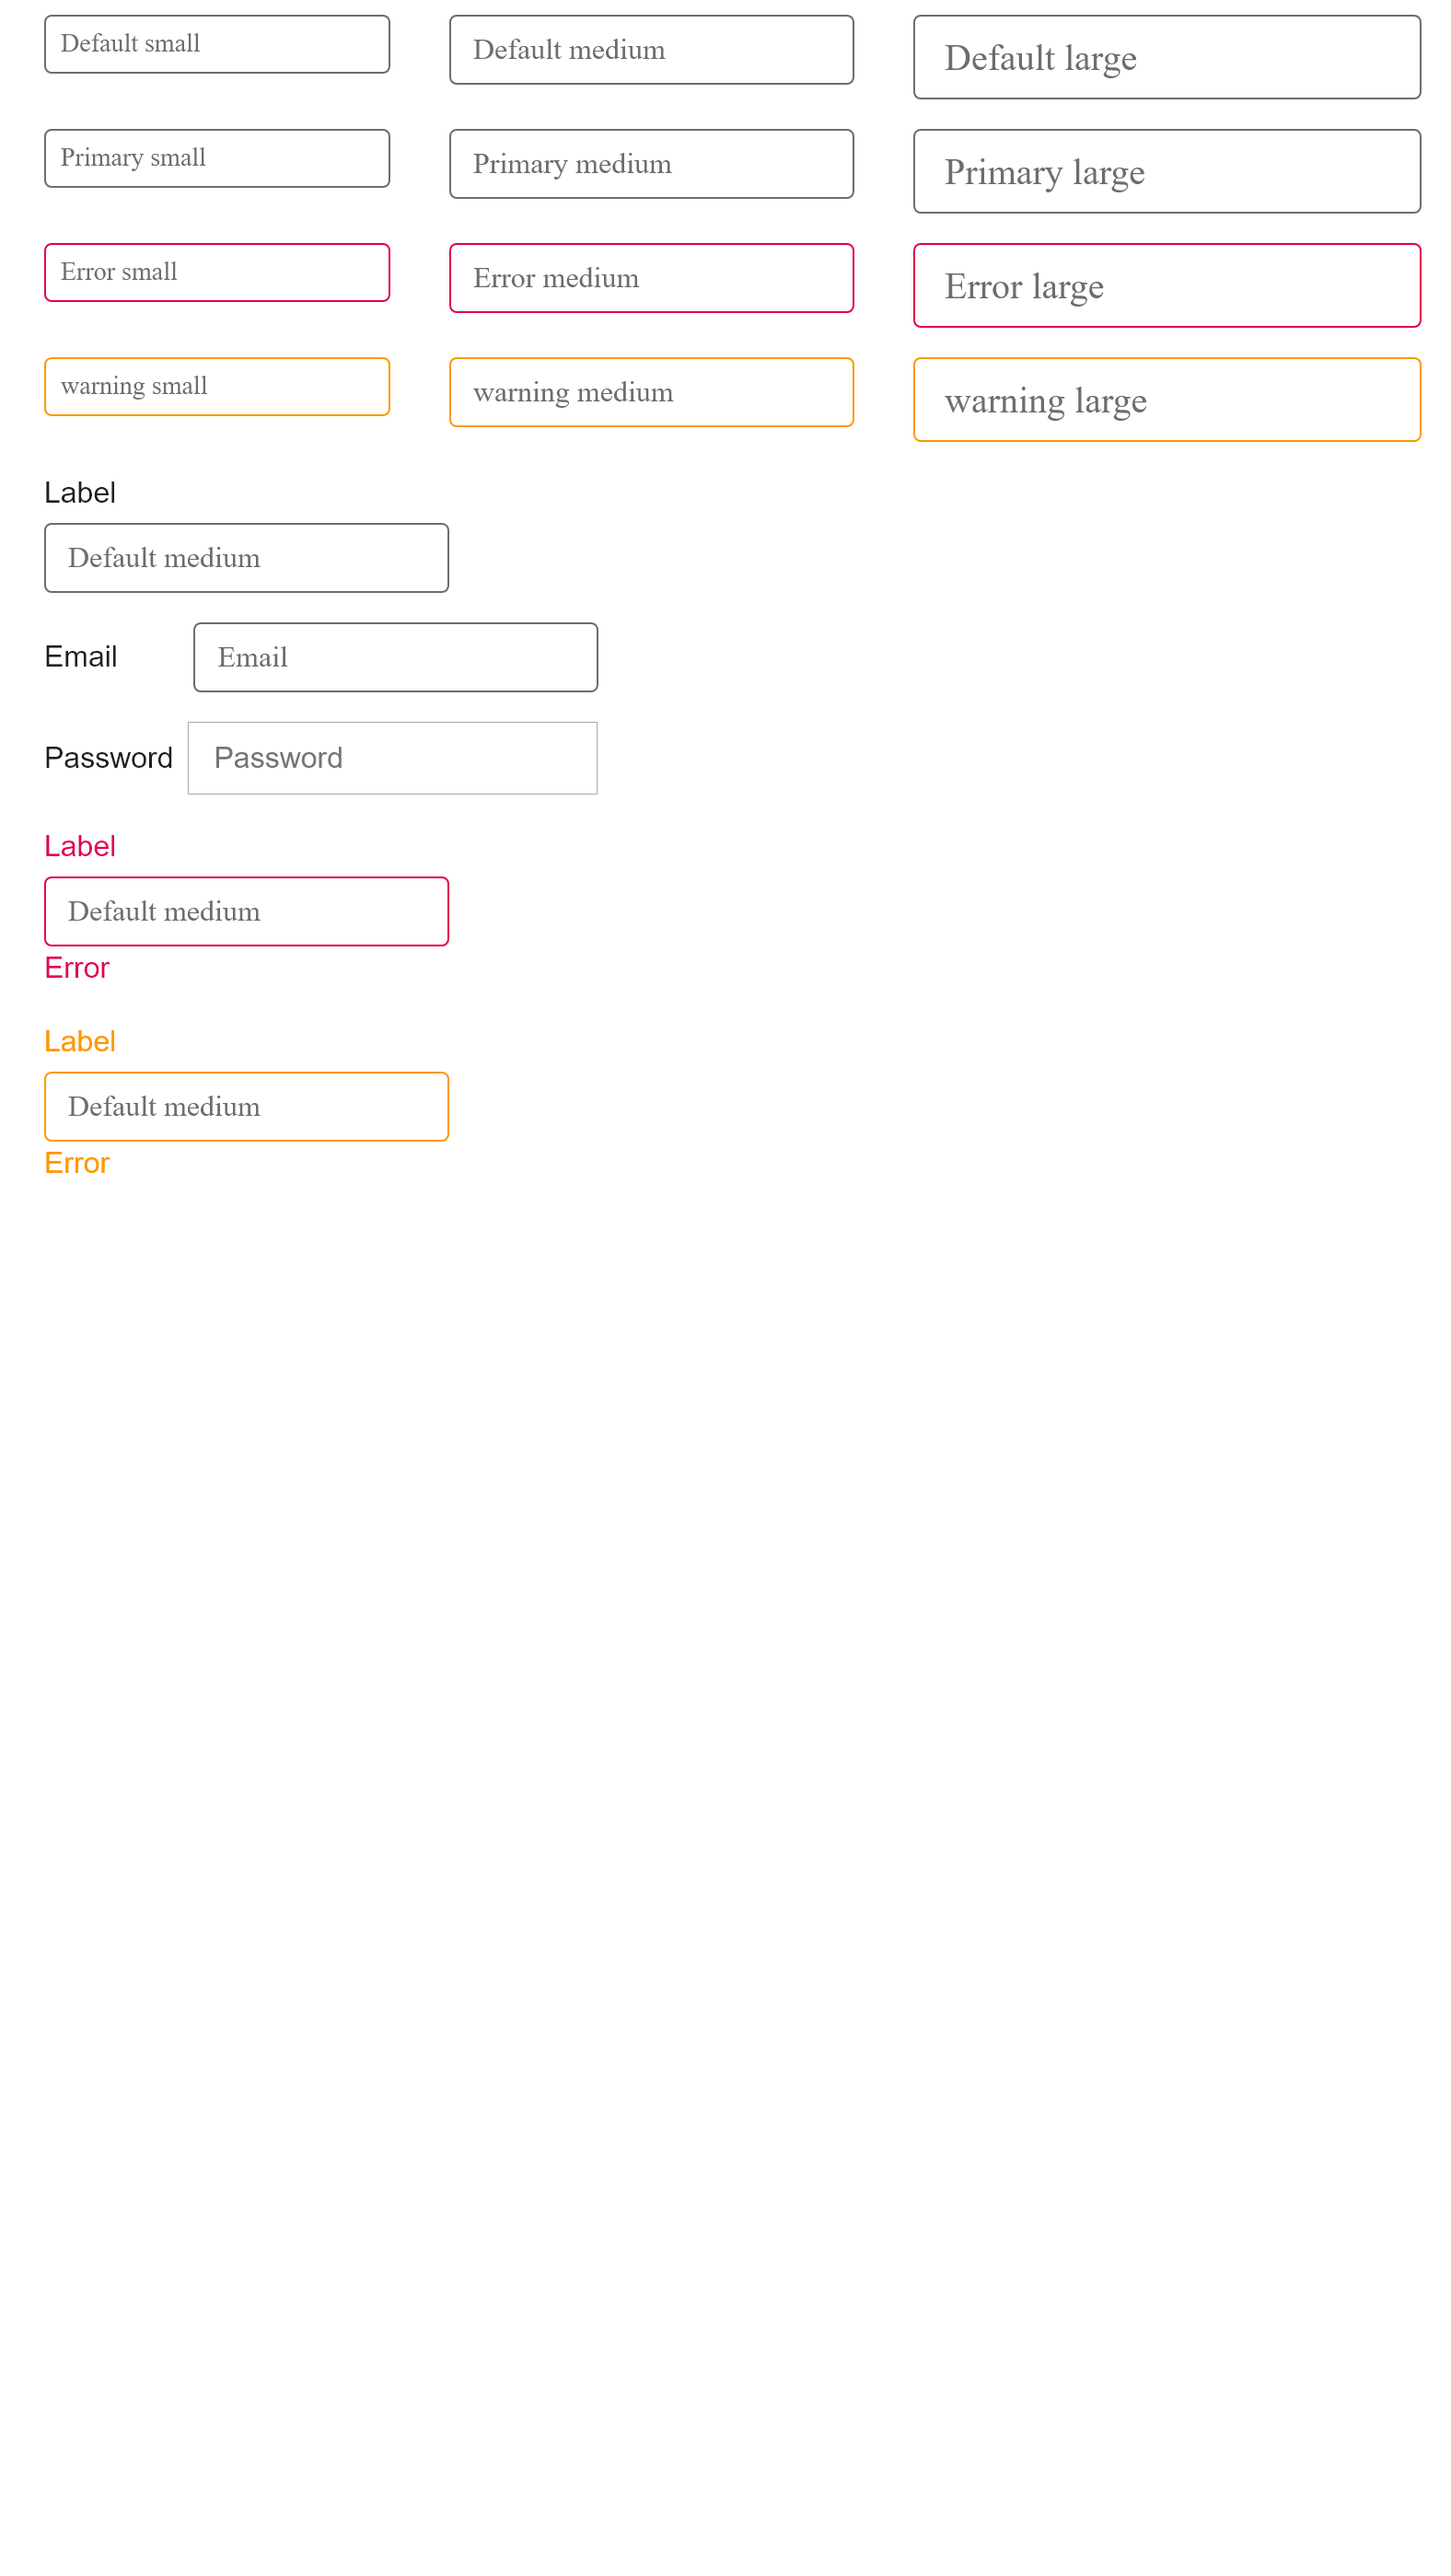 Default small
Default medium
Default large
Primary small
Primary medium
Primary large
Error small
Error medium
Error large
warning small
warning medium
warning large
Label
Default medium
Email
Email
Password
Password
Label
Default medium
Error
Label
Default medium
Error